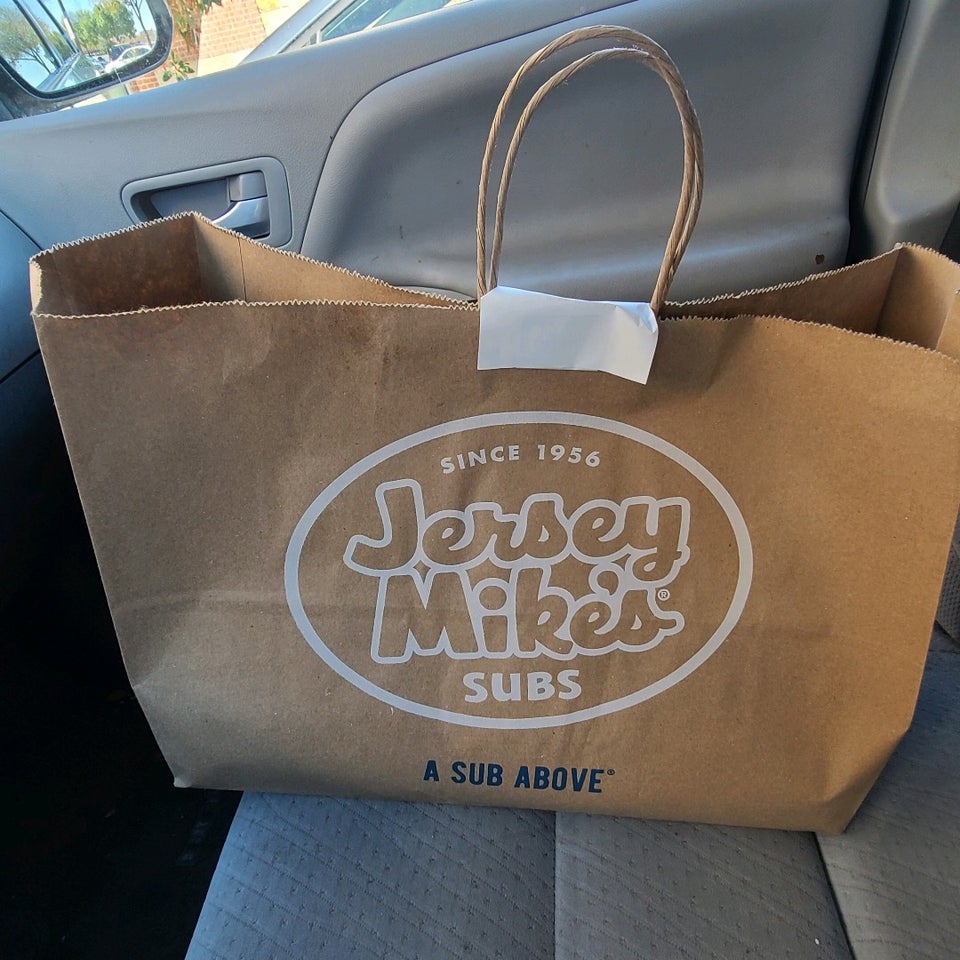 SINCE 1956
Jersey
Mike's®
SUBS
A SUB ABOVE®